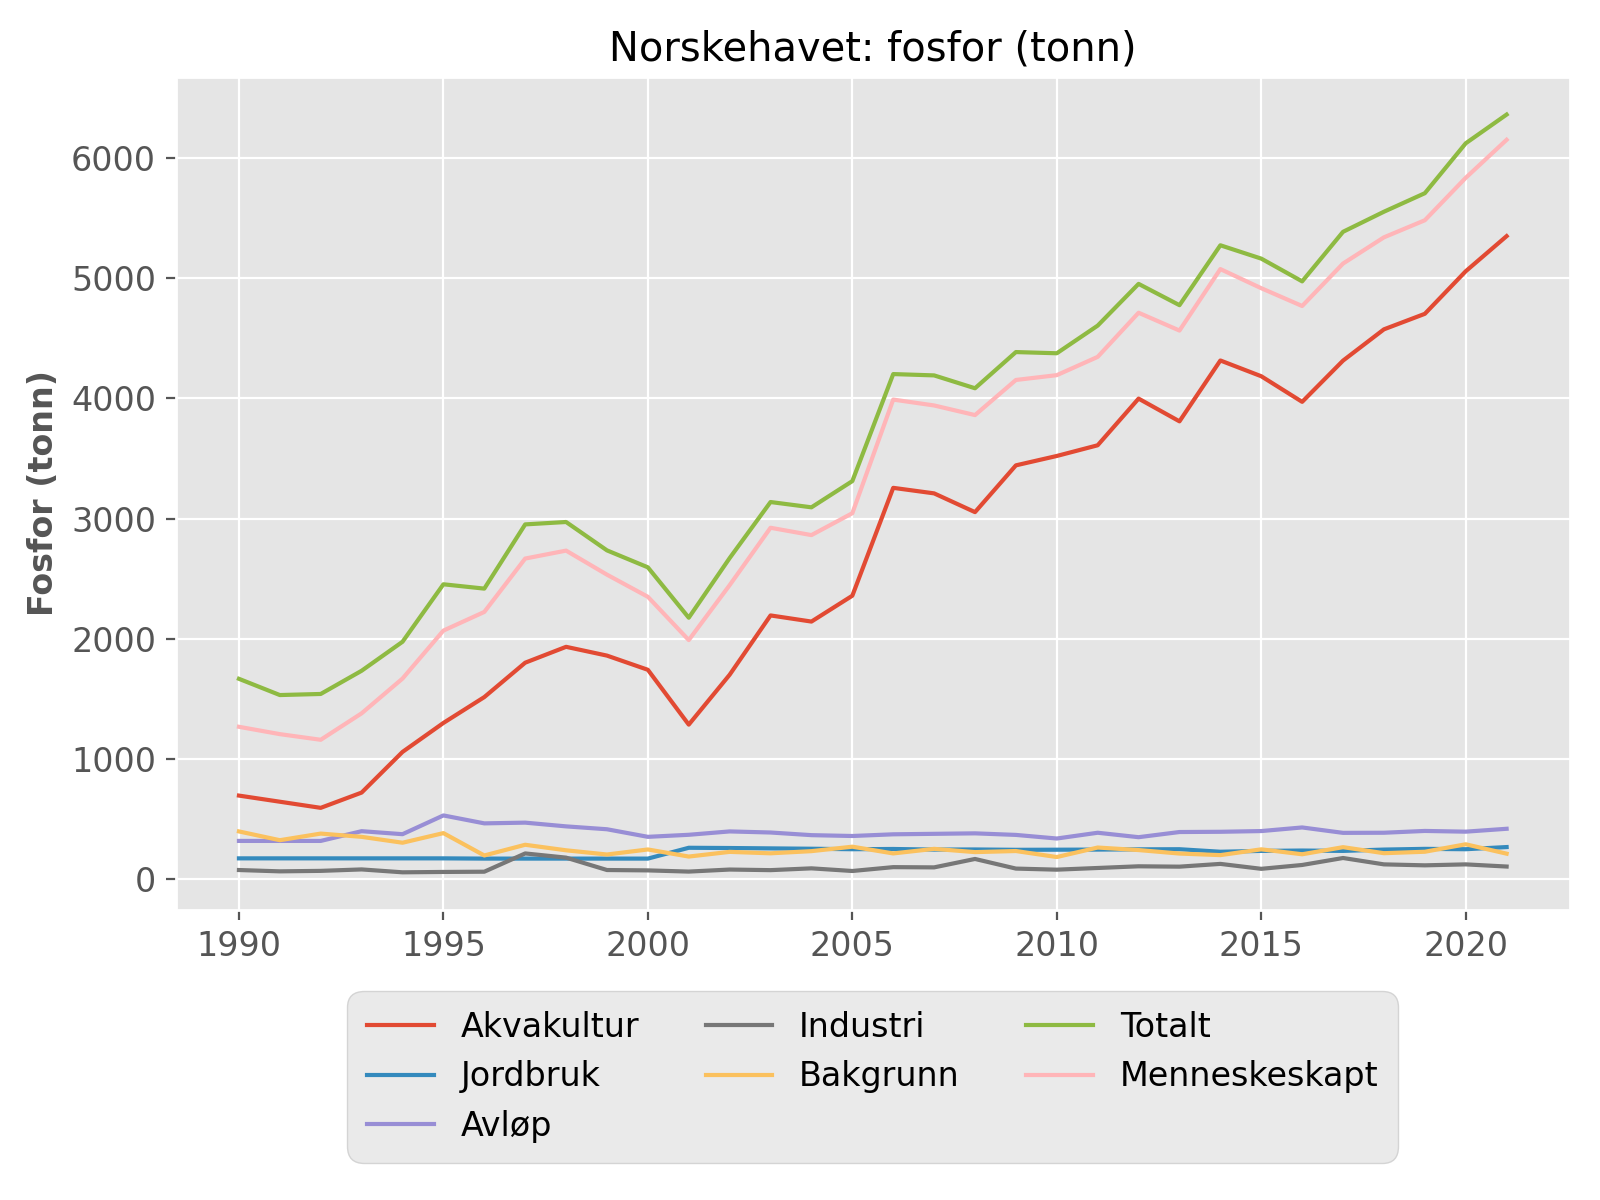 Norskehavet: fosfor (tonn)
Fosfor (tonn)
6000
5000
4000
3000
2000
1000
0
1990 1995 2000 2005 2010 2015 2020
Akvakultur Industri Totalt
Jordbruk Bakgrunn Menneskeskapt
Avløp